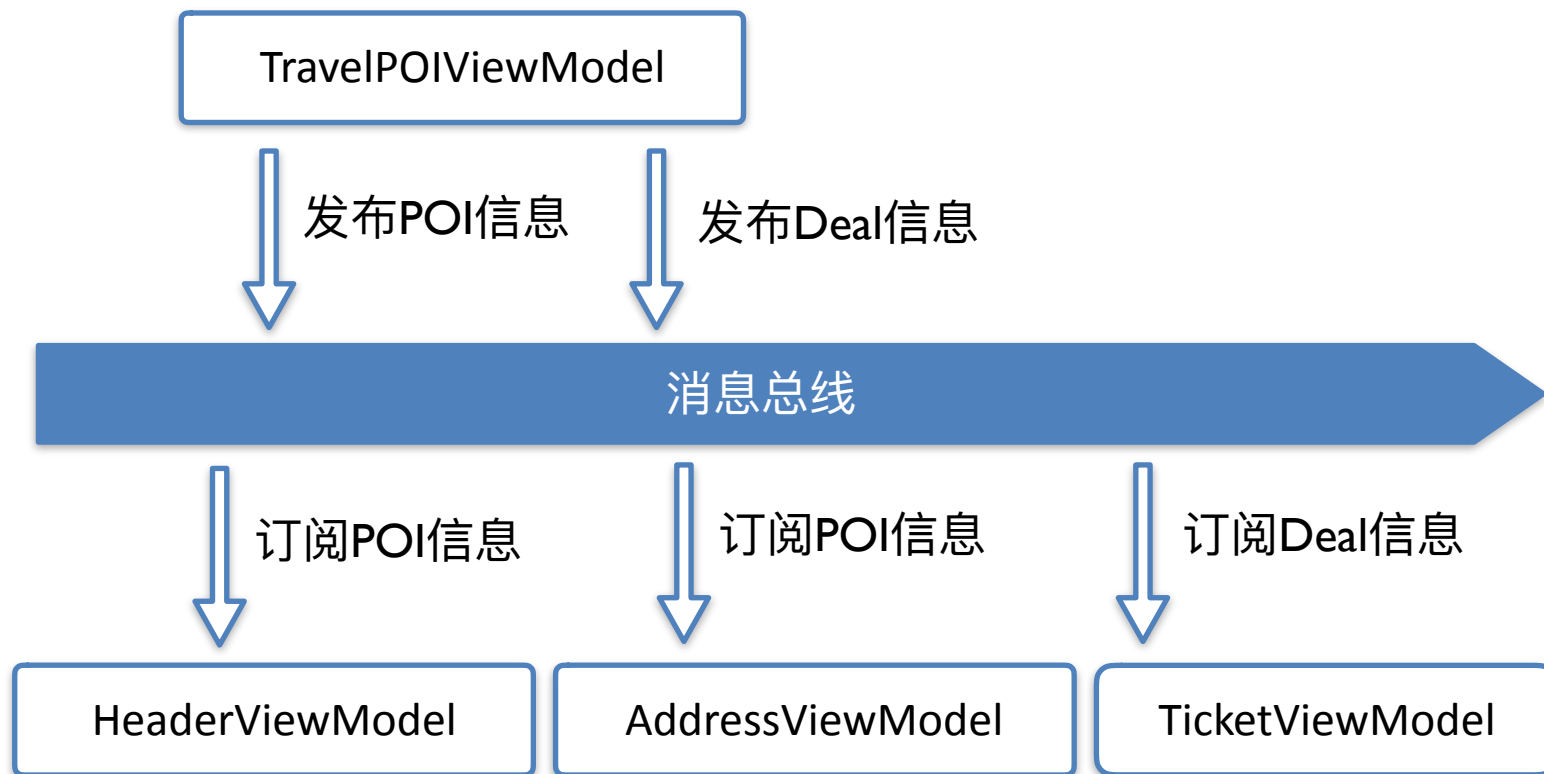 TravelPOIViewModel
发布POI信息
发布Deal信息
消息总线
订阅POI信息
订阅POI信息
订阅Deal信息
HeaderViewModel
AddressViewModel
TicketViewModel